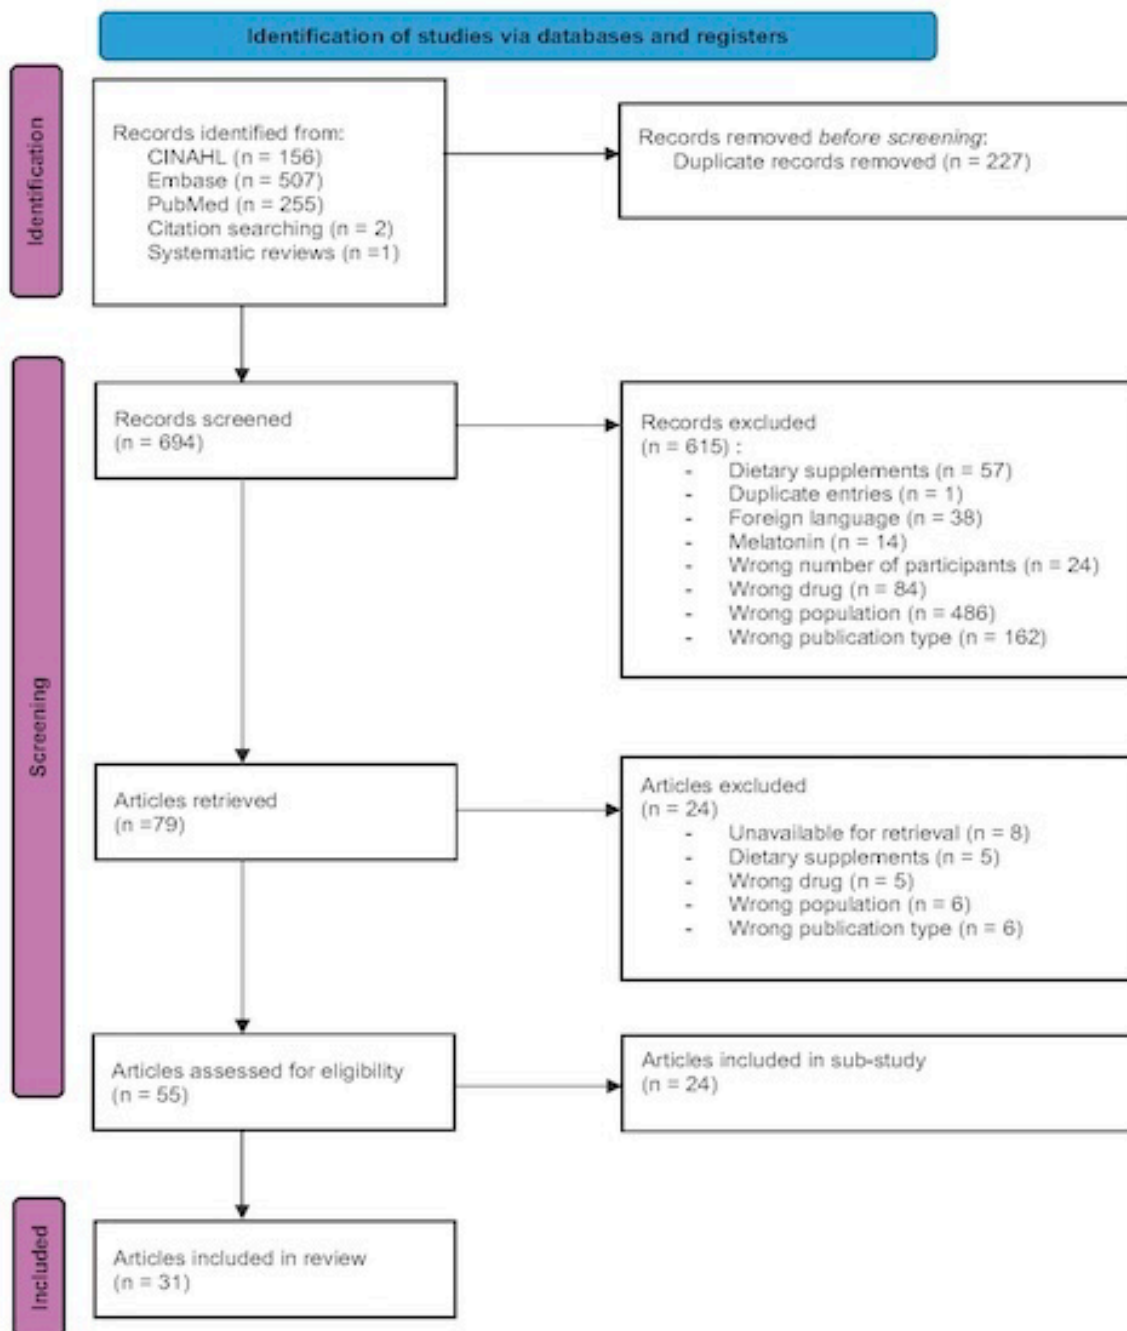 Identification of studies via databases and registers
Identification
Records identified from:
CINAHL (n = 156)
Embase (n = 507)
PubMed (n = 255)
Citation searching (n = 2)
Systematic reviews (n =1)
Records removed before screening:
Duplicate records removed (n = 227)
Screening
Records screened
(n = 694)
Records excluded
(n = 615) :
- Dietary supplements (n = 57)
- Duplicate entries (n = 1)
- Foreign language (n = 38)
- Melatonin (n = 14)
- Wrong number of participants (n = 24)
- Wrong drug (n = 84)
- Wrong population (n = 486)
- Wrong publication type (n = 162)
Articles retrieved
(n =79)
Articles excluded
(n = 24)
- Unavailable for retrieval (n = 8)
- Dietary supplements (n = 5)
- Wrong drug (n = 5)
- Wrong population (n = 6)
- Wrong publication type (n = 6)
Articles assessed for eligibility
(n = 55)
Articles included in sub-study
(n = 24)
Included
Articles included in review
(n = 31)